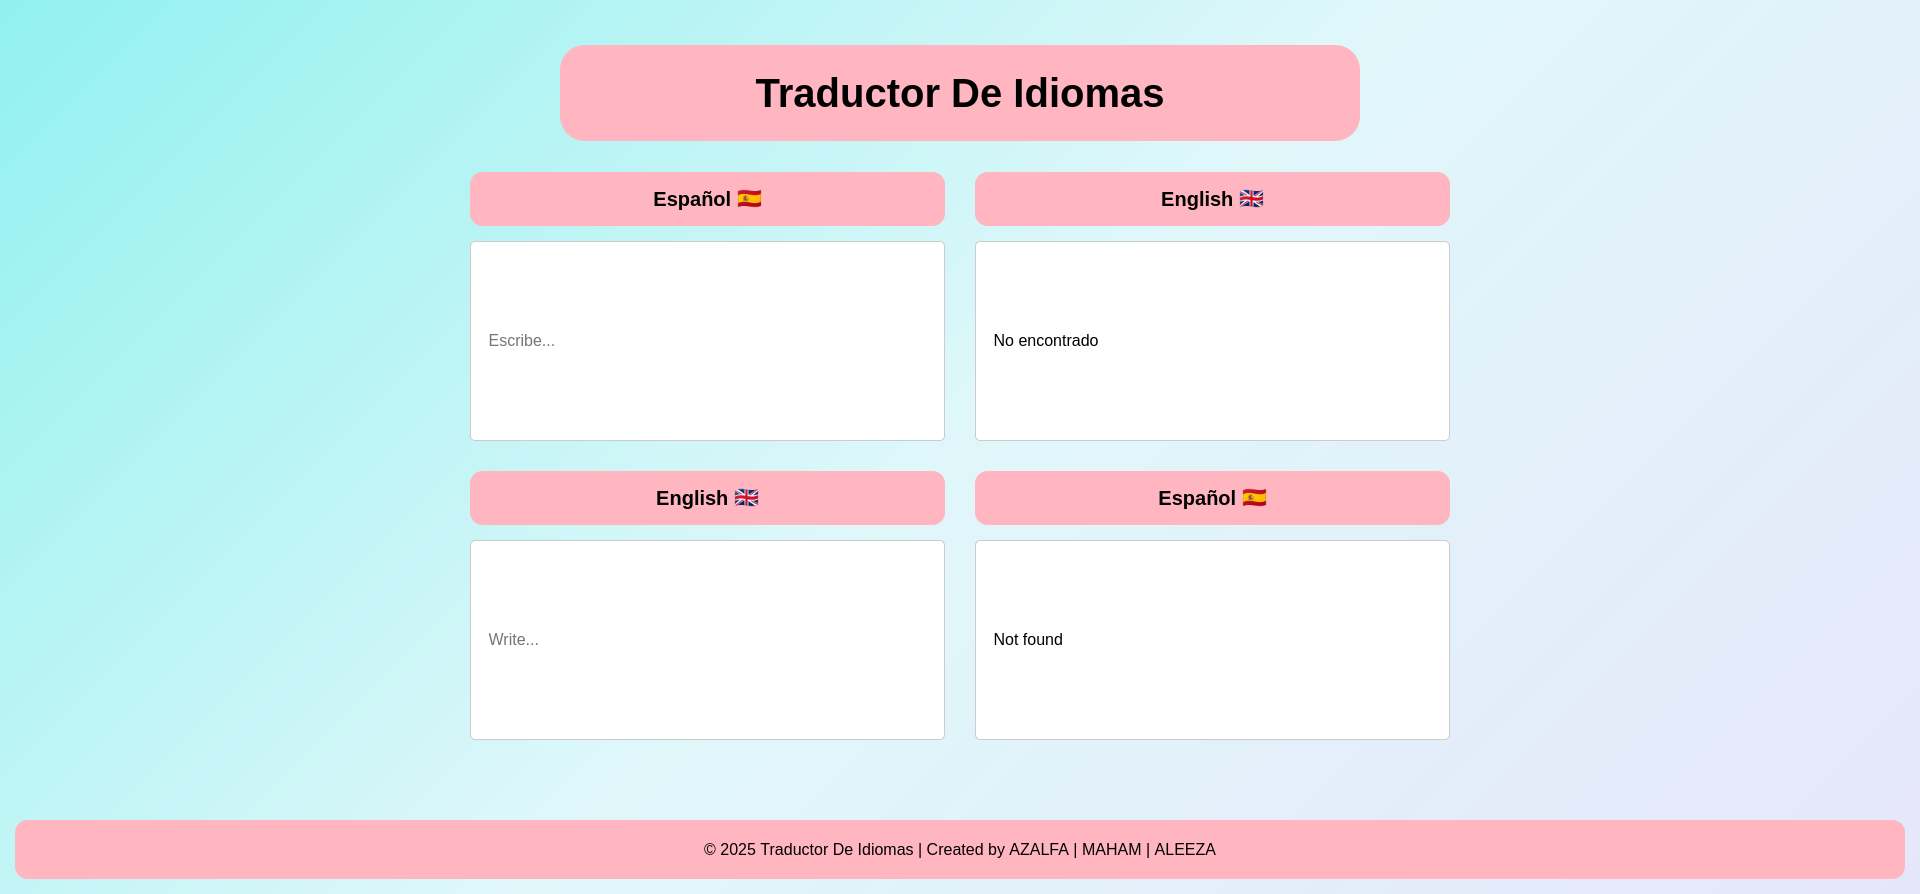 Traductor De Idiomas
Español 🇪🇸
English 🇬🇧
Escribe...
No encontrado
English 🇬🇧
Español 🇪🇸
Write...
Not found
© 2025 Traductor De Idiomas | Created by AZALFA | MAHAM | ALEEZA